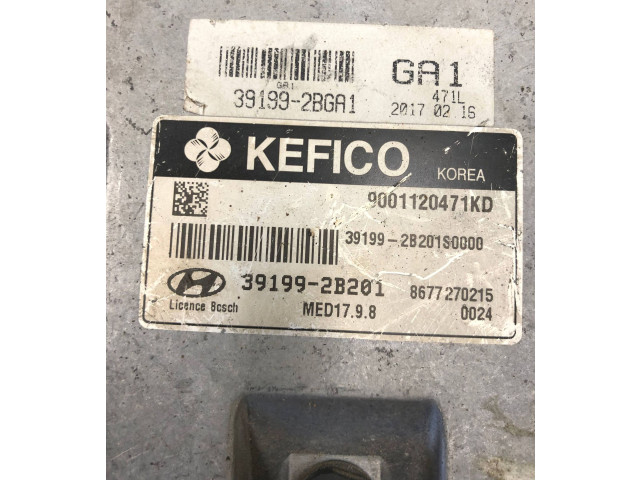 GA1
GA1
39199-2BGA1
471L
2017 02 16
KEFICO
KOREA
9001120471KD
39199-2B201S0000
39199-2B201
8677270215
Licence Bosch
MED17.9.8
0024